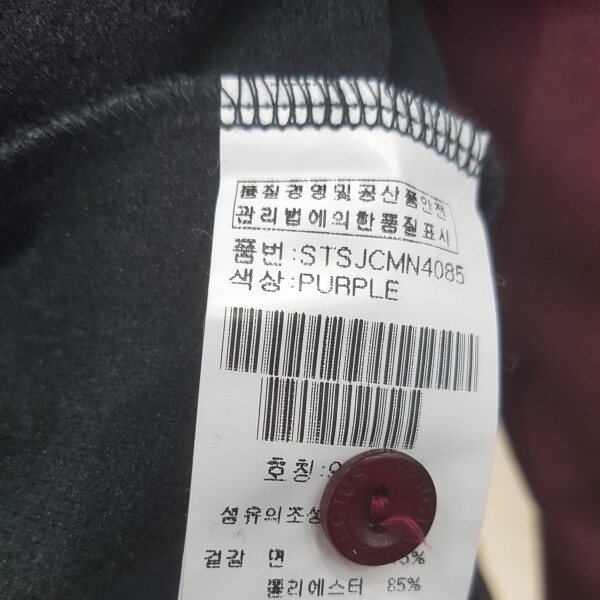 품질경영및공산품안전
관리법에의한품질표시
품번:STSJCMN4085
색상:PURPLE
호칭:
섬유의조성
겉감 면 15%
폴리에스터 85%